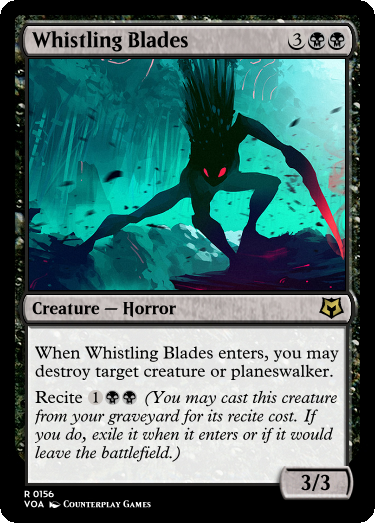 Whistling Blades 3
Creature — Horror
When Whistling Blades enters, you may
destroy target creature or planeswalker.
Recite 1 (You may cast this creature
from your graveyard for its recite cost. If
you do, exile it when it enters or if it would
leave the battlefield.)
3/3
R 0156
VOA Counterplay Games